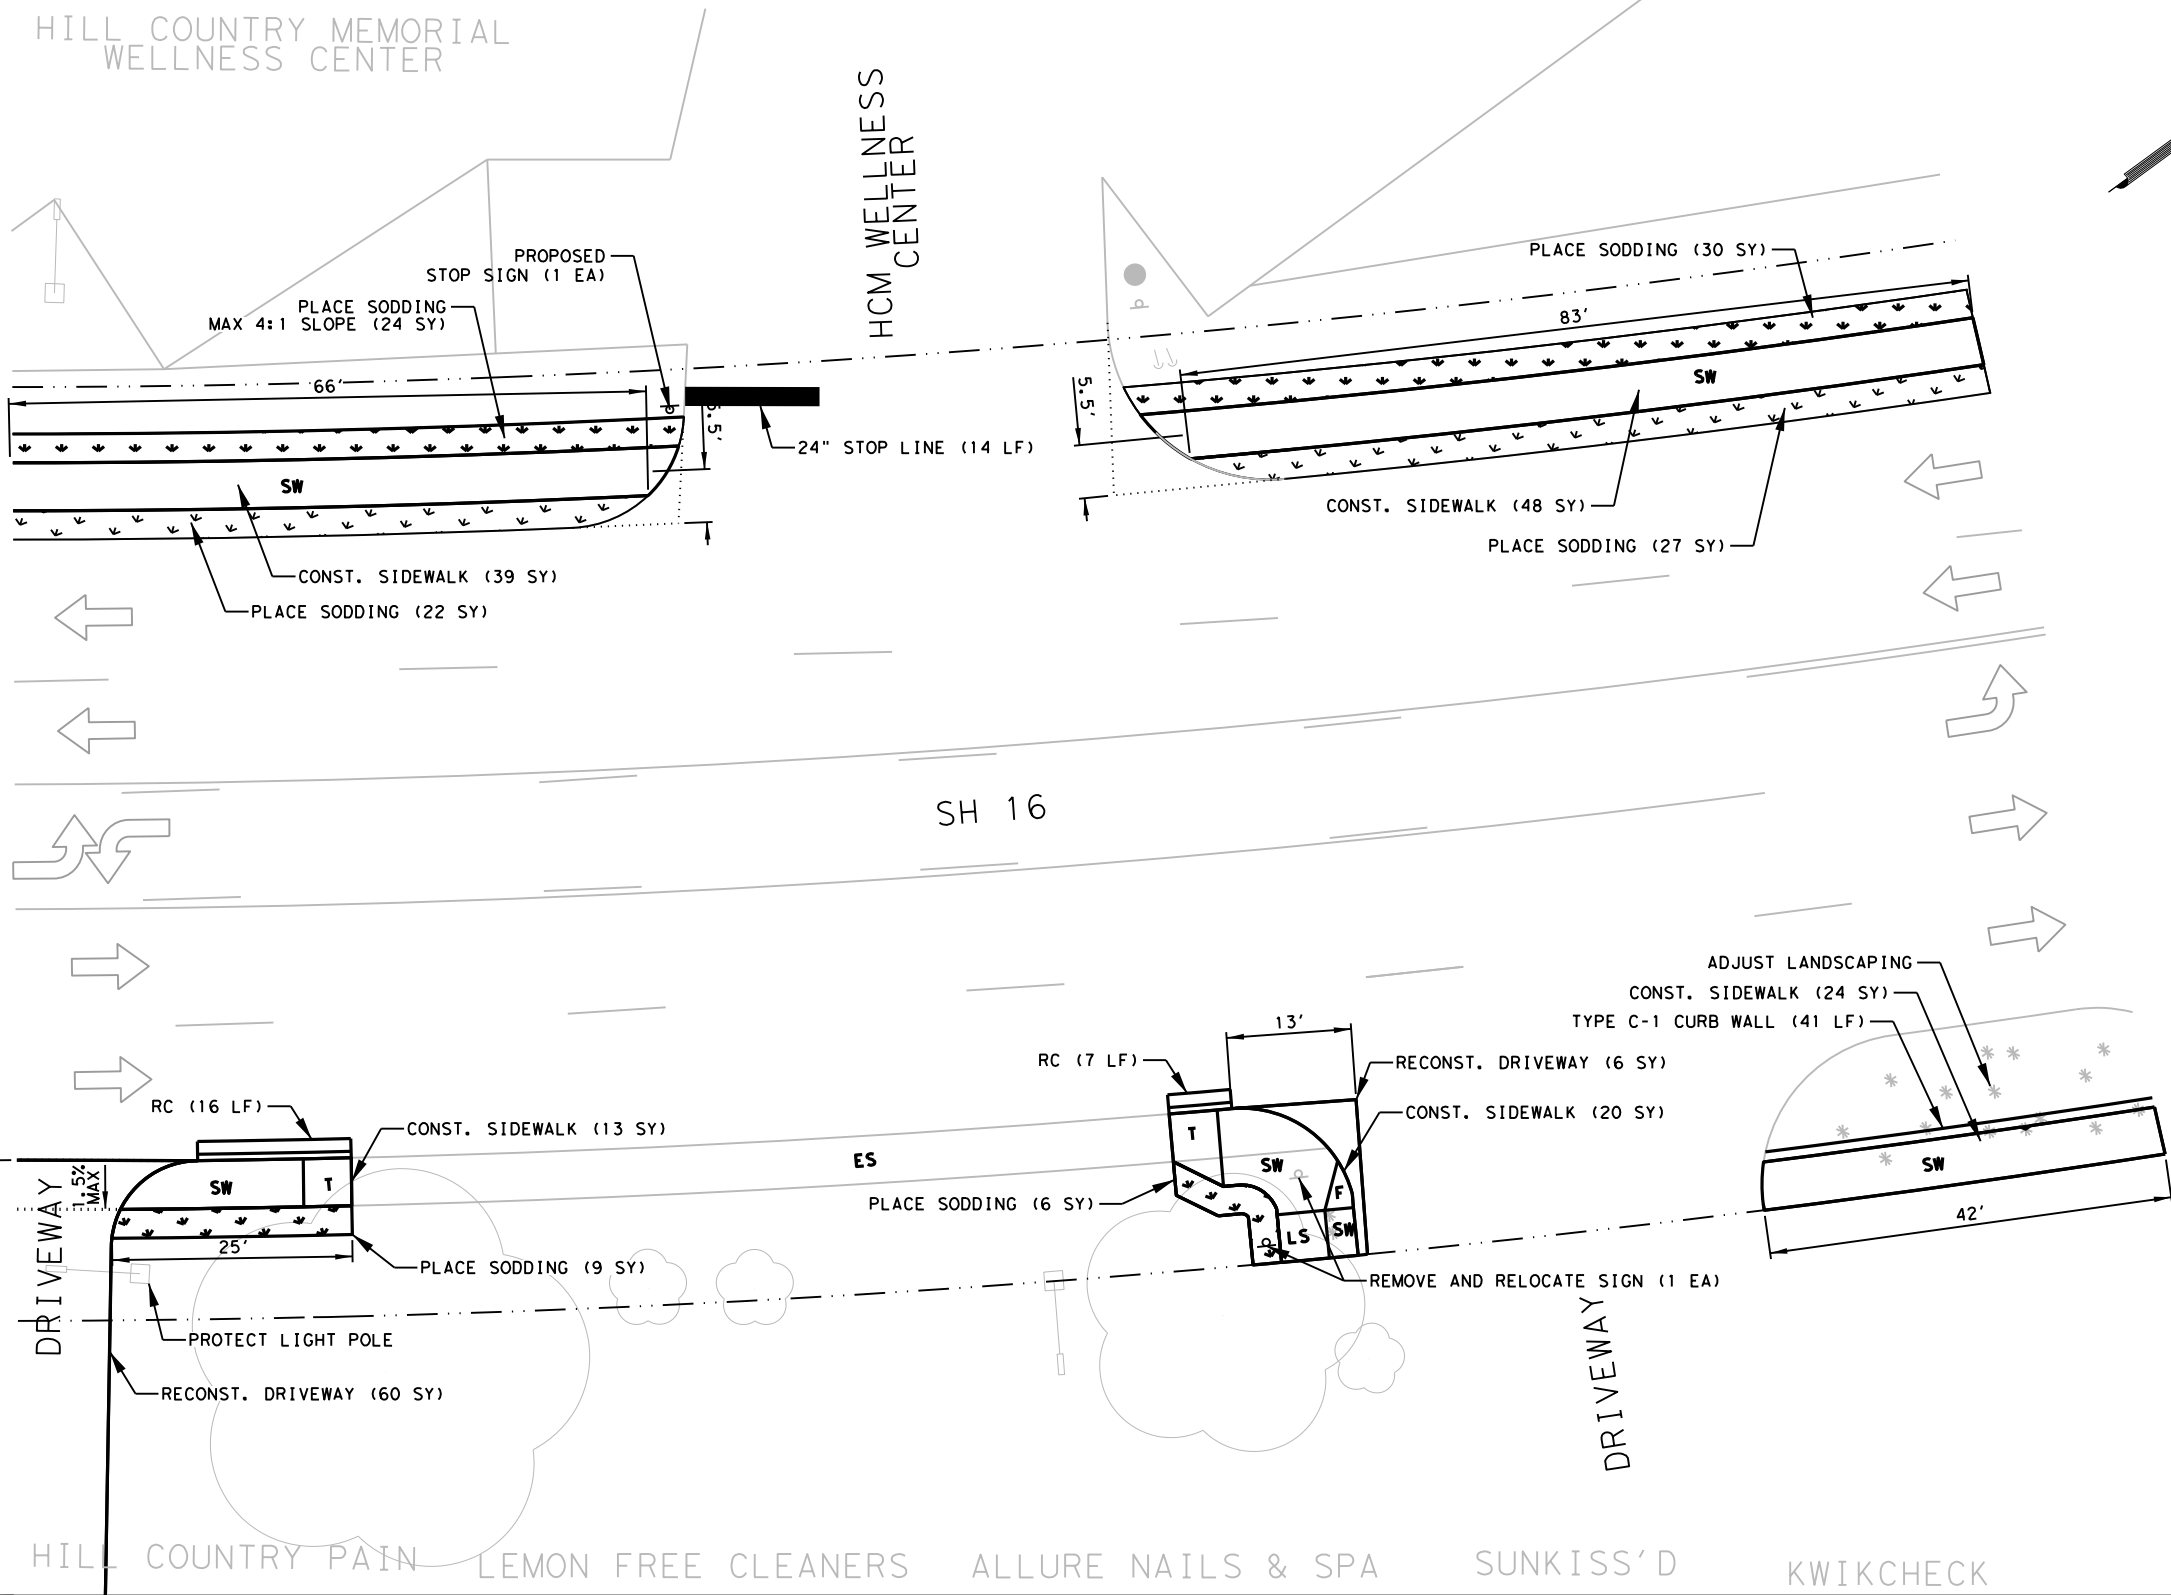 HILL COUNTRY MEMORIAL
WELLNESS CENTER
HCM WELLNESS
CENTER
PROPOSED
STOP SIGN (1 EA)
PLACE SODDING
MAX 4:1 SLOPE (24 SY)
66'
5.5'
24" STOP LINE (14 LF)
SW
CONST. SIDEWALK (39 SY)
PLACE SODDING (22 SY)
PLACE SODDING (30 SY)
83'
5.5'
SW
CONST. SIDEWALK (48 SY)
PLACE SODDING (27 SY)
SH 16
ADJUST LANDSCAPING
CONST. SIDEWALK (24 SY)
TYPE C-1 CURB WALL (41 LF)
SW
42'
13'
RC (7 LF)
RECONST. DRIVEWAY (6 SY)
CONST. SIDEWALK (20 SY)
T
SW
F
LS
SW
PLACE SODDING (6 SY)
REMOVE AND RELOCATE SIGN (1 EA)
ES
RC (16 LF)
CONST. SIDEWALK (13 SY)
1.5%
MAX
SW
T
25'
PLACE SODDING (9 SY)
DRIVEWAY
PROTECT LIGHT POLE
RECONST. DRIVEWAY (60 SY)
DRIVEWAY
HILL COUNTRY PAIN
LEMON FREE CLEANERS
ALLURE NAILS & SPA
SUNKISS'D
KWIKCHECK